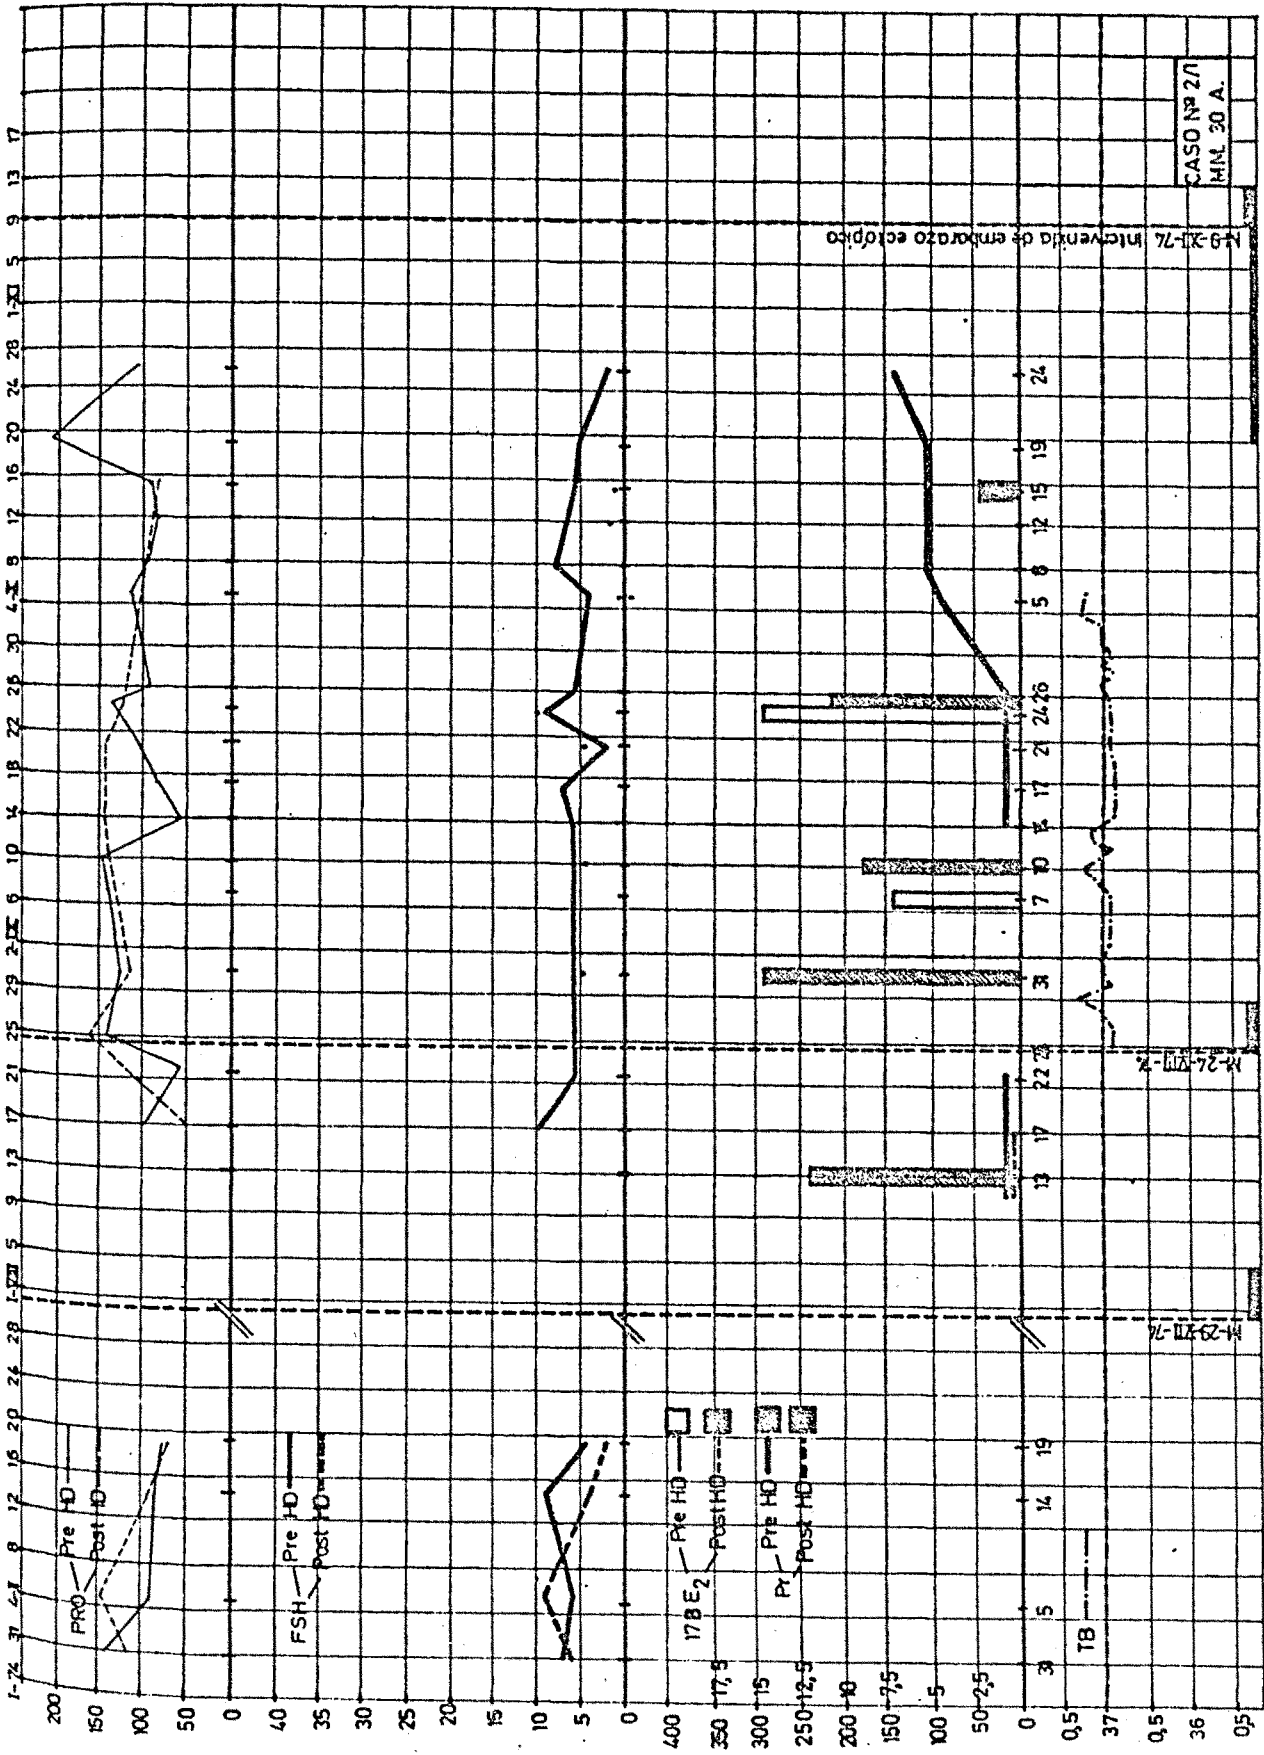 CASO Nº 2/1
M.M. 30 A.
1-74 31 4-I 8 12 16 20 24 28 1-VIII 5 9 13 17 21 25 29 2-IX 6 10 14 18 22 26 30 4-X 8 12 16 20 24 28 1-XI 5 9 13 17
200
150
100
50
0
PRO
Pre HD
Post HD
40
35
30
25
20
15
10
5
0
FSH
Pre HD
Post HD
400
350-17,5
300-15
250-12,5
200-10
150-7,5
100-5
50-2,5
0
17BE2
Pre HD
Post HD
Pr
Pre HD
Post HD
31 5 14 19 13 17 22 31 7 10 14 17 21 24 26 5 8 12 15 19 24
0,5
37
0,5
36
0,5
TB
M-29-VII-74
M-24-VIII-74
N-9-XI-74 Intervenida de embarazo ectópico